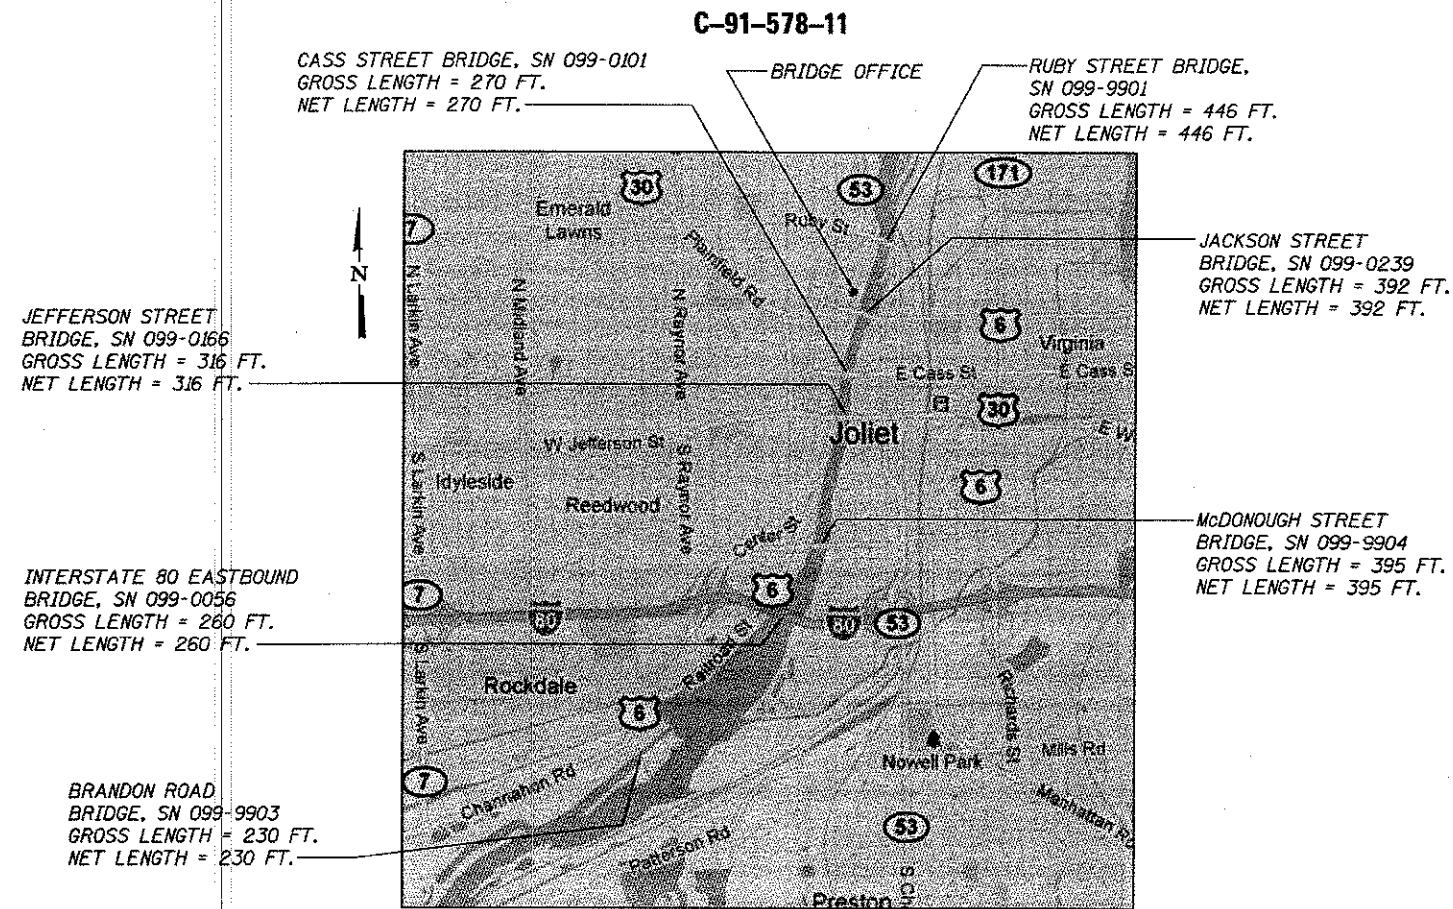 C–91–578–11
CASS STREET BRIDGE, SN 099-0101
GROSS LENGTH = 270 FT.
NET LENGTH = 270 FT.
BRIDGE OFFICE
RUBY STREET BRIDGE,
SN 099-9901
GROSS LENGTH = 446 FT.
NET LENGTH = 446 FT.
JACKSON STREET
BRIDGE, SN 099-0239
GROSS LENGTH = 392 FT.
NET LENGTH = 392 FT.
N
JEFFERSON STREET
BRIDGE, SN 099-0166
GROSS LENGTH = 316 FT.
NET LENGTH = 316 FT.
McDONOUGH STREET
BRIDGE, SN 099-9904
GROSS LENGTH = 395 FT.
NET LENGTH = 395 FT.
INTERSTATE 80 EASTBOUND
BRIDGE, SN 099-0056
GROSS LENGTH = 260 FT.
NET LENGTH = 260 FT.
BRANDON ROAD
BRIDGE, SN 099-9903
GROSS LENGTH = 230 FT.
NET LENGTH = 230 FT.
30
53
171
7
Emerald
Lawns
Ruby St
Plainfield Rd
N Larkin Ave
N Midland Ave
N Raynor Ave
6
Virginia
E Cass St
E Cass S
30
Joliet
E W
W Jefferson St
S Larkin Ave
Idyleside
Reedwood
S Raynor Ave
6
Center St
7
80
6
80
53
S Larkin Ave
Rockdale
Railroad St
6
Richards St
Nowell Park
Mills Rd
7
Channahon Rd
Manhattan Rd
53
Patterson Rd
S Ch
Preston